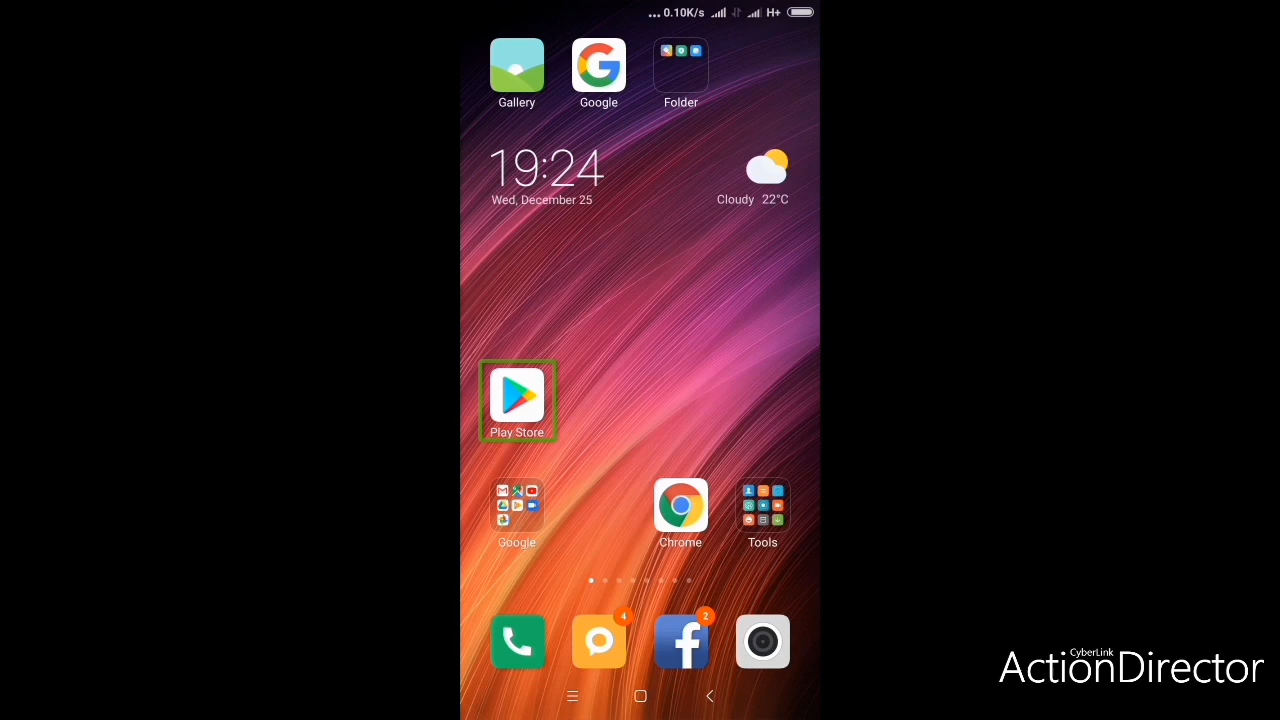 ... 0.10K/s H+
Gallery Google Folder
19:24
Wed, December 25
Cloudy 22°C
Play Store
Google Chrome Tools
4 2
CyberLink
ActionDirector